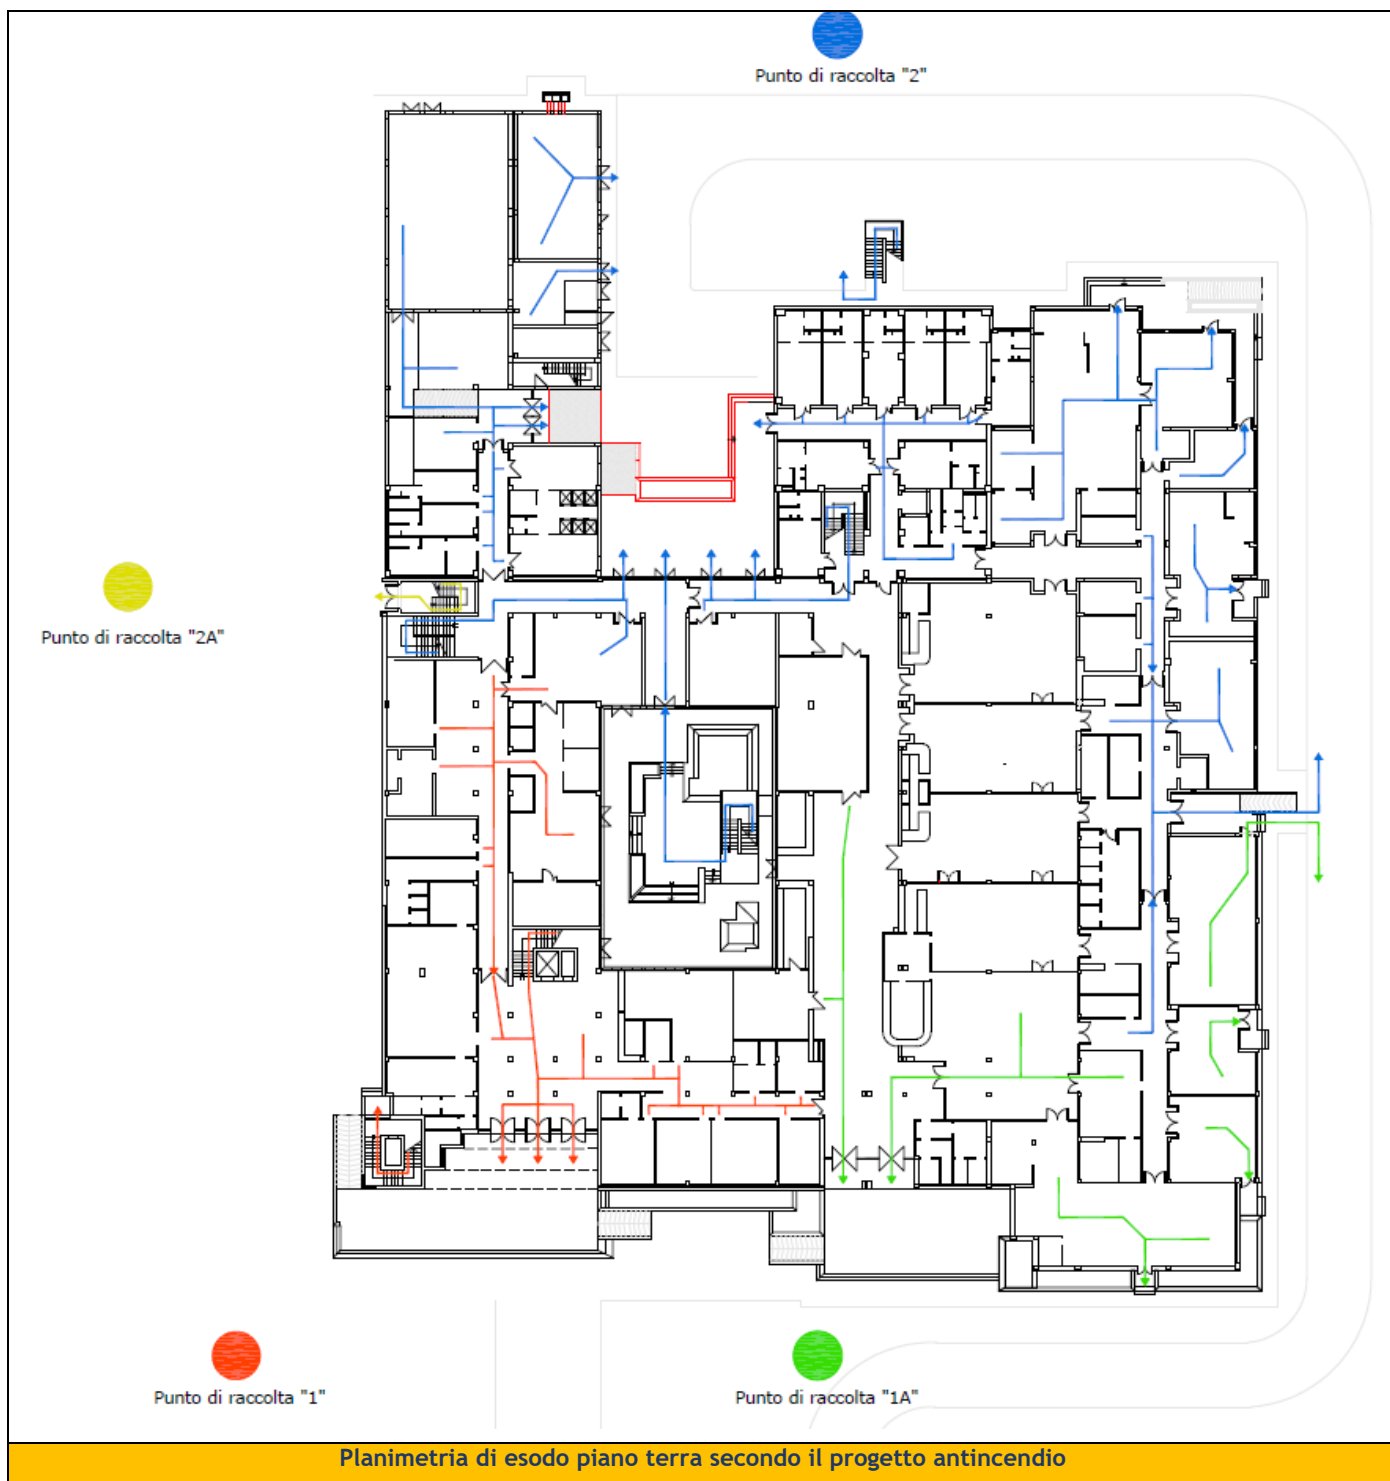 Punto di raccolta "2"
Punto di raccolta "2A"
Punto di raccolta "1"
Punto di raccolta "1A"
Planimetria di esodo piano terra secondo il progetto antincendio